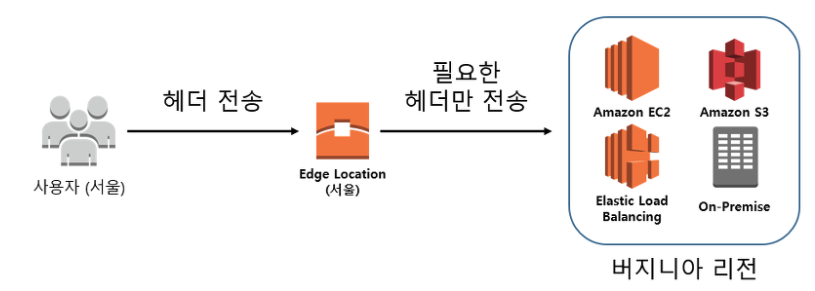 헤더 전송
필요한
헤더만 전송
사용자 (서울)
Edge Location
(서울)
Amazon EC2
Amazon S3
Elastic Load
Balancing
On-Premise
버지니아 리전